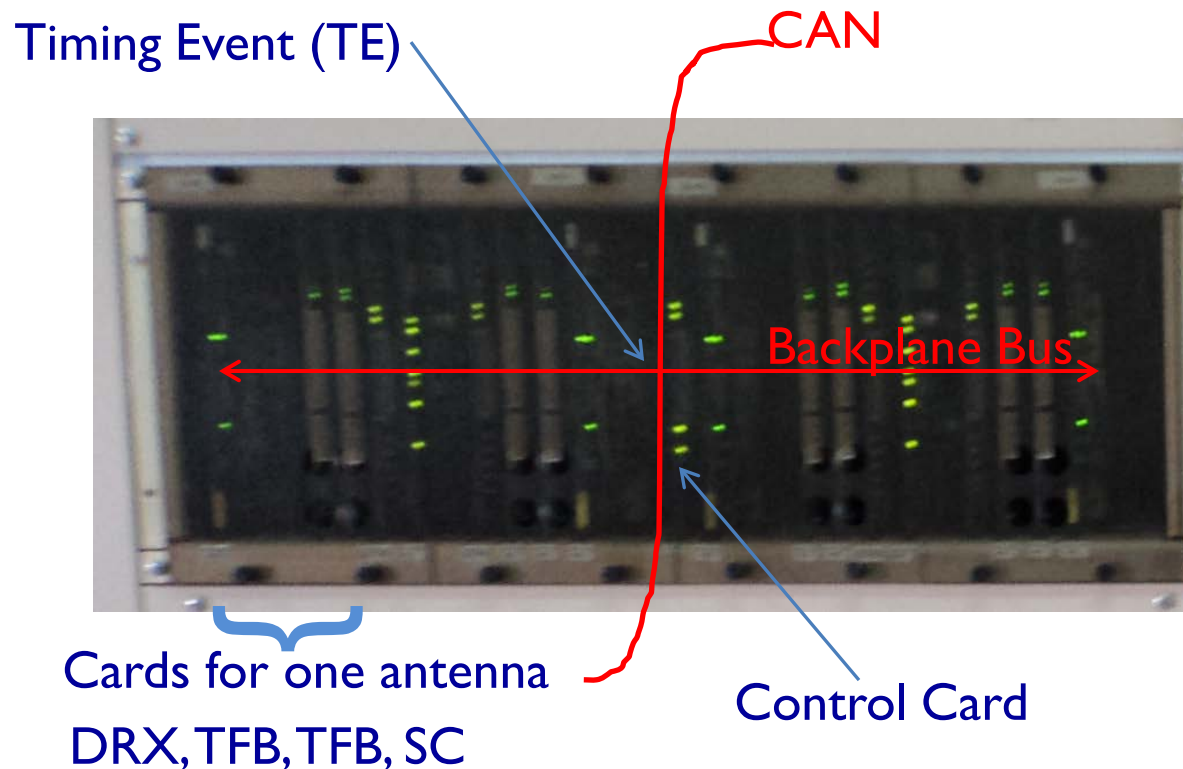 Timing Event (TE)
CAN
Backplane Bus
Cards for one antenna
DRX, TFB, TFB, SC
Control Card